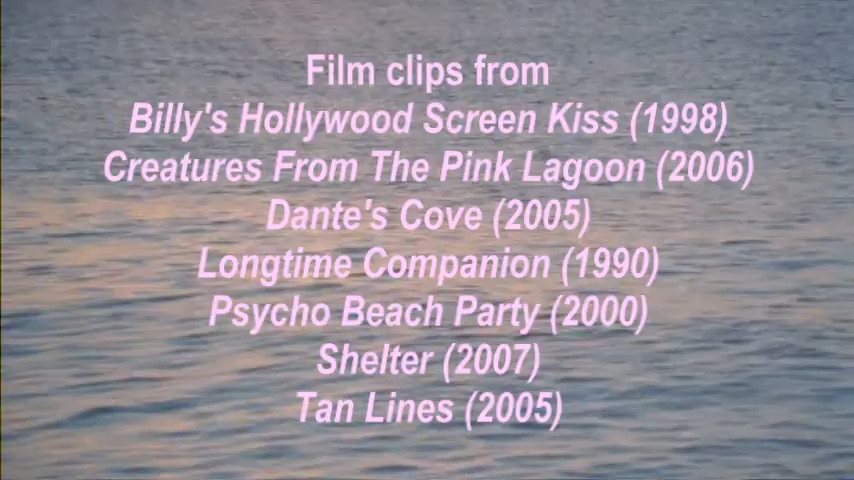 Film clips from
Billy's Hollywood Screen Kiss (1998)
Creatures From The Pink Lagoon (2006)
Dante's Cove (2005)
Longtime Companion (1990)
Psycho Beach Party (2000)
Shelter (2007)
Tan Lines (2005)